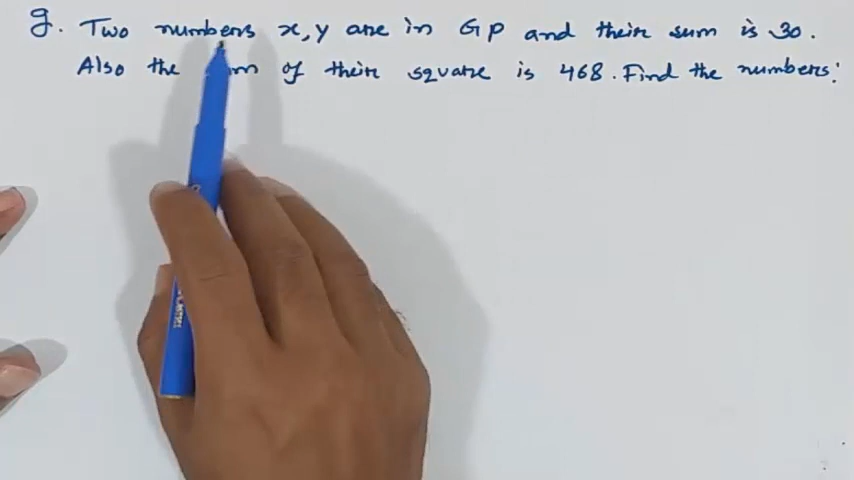 g. Two numbers x, y are in GP and their sum is 30.
Also the of their square is 468. Find the numbers: